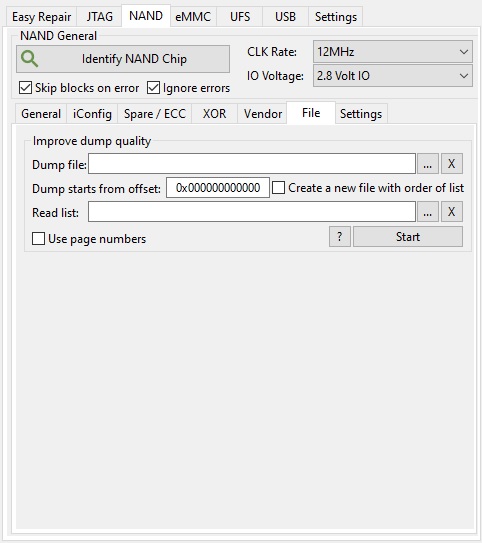 Easy Repair JTAG NAND eMMC UFS USB Settings
NAND General
Identify NAND Chip
CLK Rate: 12MHz
IO Voltage: 2.8 Volt IO
Skip blocks on error Ignore errors
General iConfig Spare / ECC XOR Vendor File Settings
Improve dump quality
Dump file: ... X
Dump starts from offset: 0x000000000000 Create a new file with order of list
Read list: ... X
Use page numbers ? Start